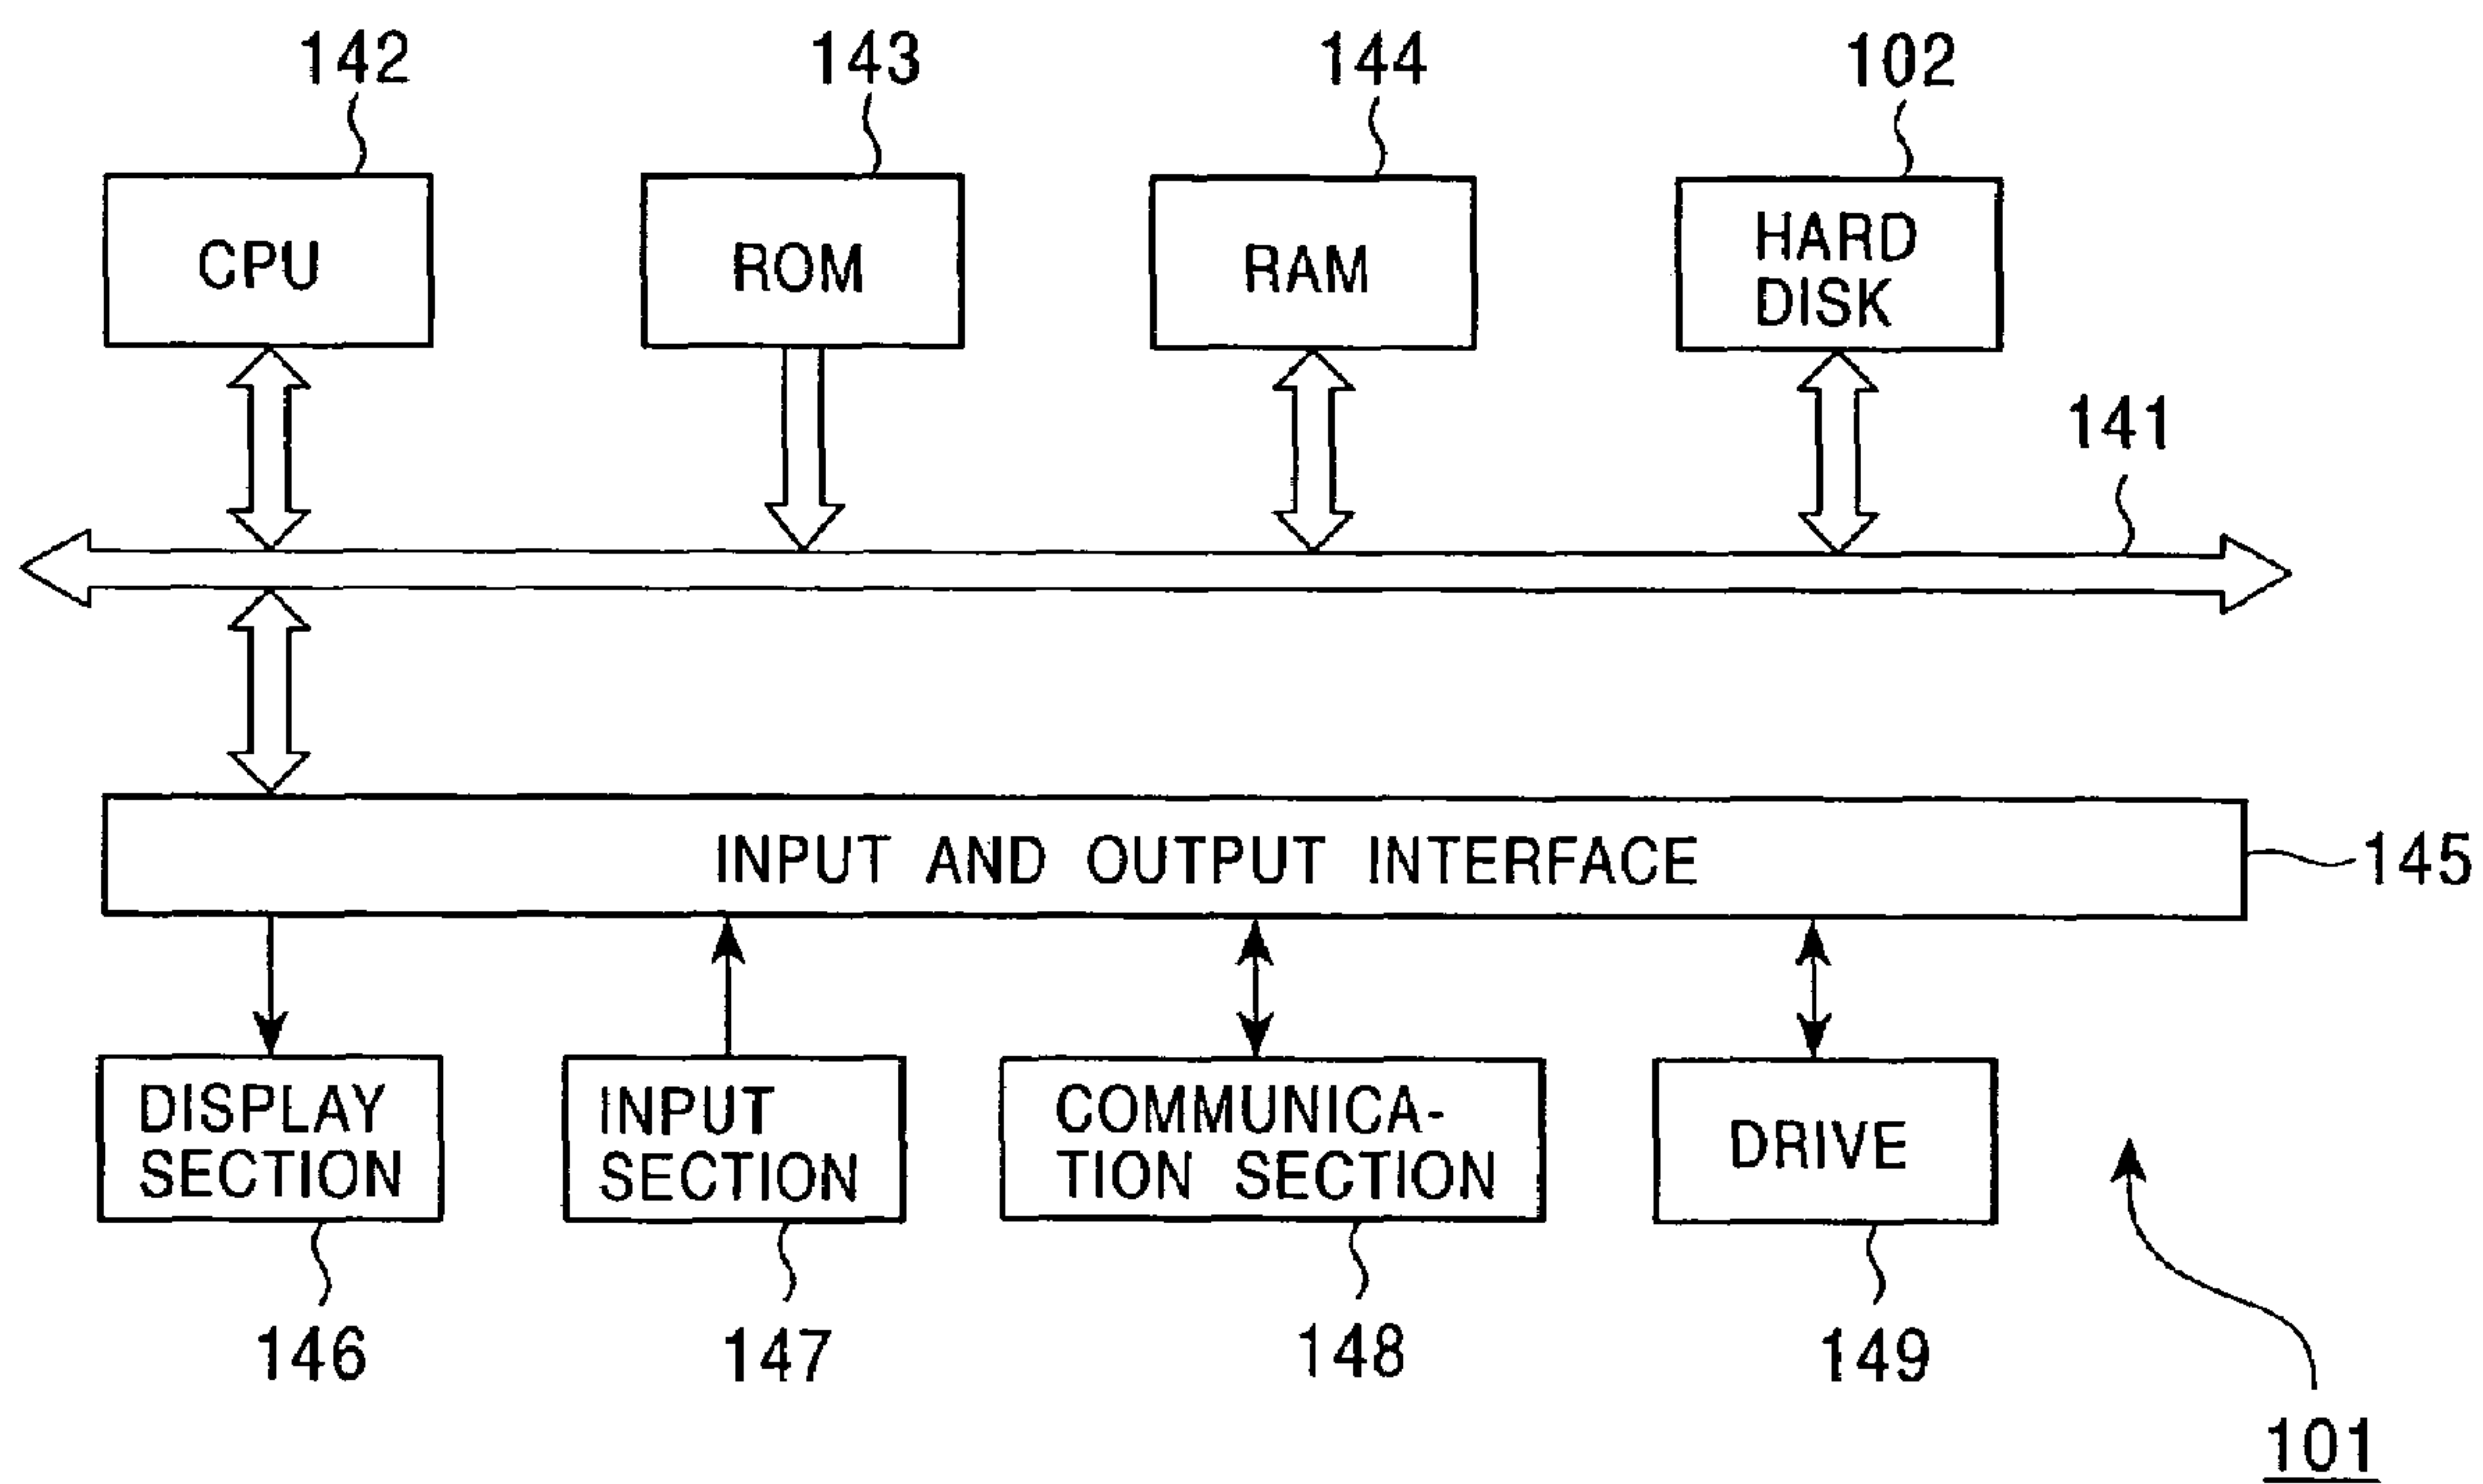 142
143
144
102
CPU
ROM
RAM
HARD
DISK
141
INPUT AND OUTPUT INTERFACE
145
DISPLAY
SECTION
INPUT
SECTION
COMMUNICA-
TION SECTION
DRIVE
146
147
148
149
101